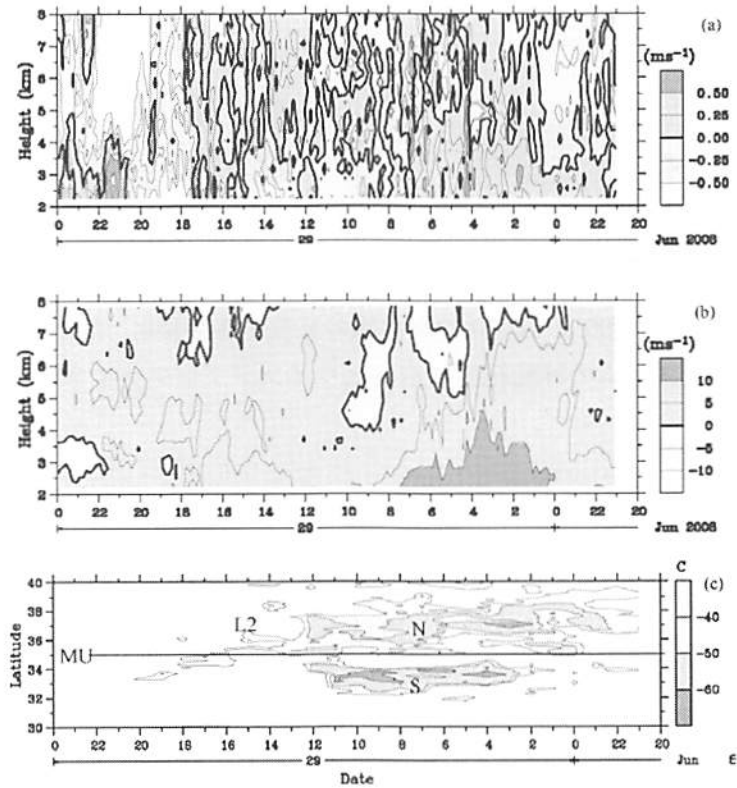 8
7
6
5
4
3
2
Height (km)
0 22 20 18 16 14 12 10 8 6 4 2 0 22 20
29
Jun 2008
(a)
(ms⁻¹)
0.50
0.25
0.00
-0.25
-0.50
8
7
6
5
4
3
2
Height (km)
0 22 20 18 16 14 12 10 8 6 4 2 0 22 20
29
Jun 2008
(b)
(ms⁻¹)
10
5
0
-5
-10
40
38
36
34
32
30
Latitude
MU
L2
N
S
0 22 20 18 16 14 12 10 8 6 4 2 0 22 20
29
Jun
Date
C
(c)
-40
-50
-60